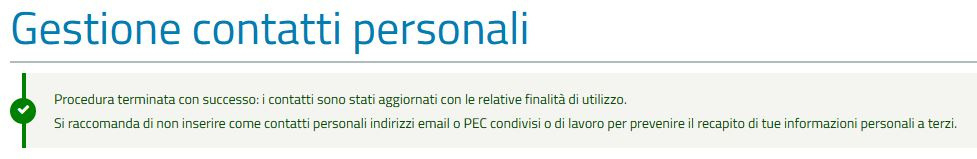 Gestione contatti personali
Procedura terminata con successo: i contatti sono stati aggiornati con le relative finalità di utilizzo.
Si raccomanda di non inserire come contatti personali indirizzi email o PEC condivisi o di lavoro per prevenire il recapito di tue informazioni personali a terzi.